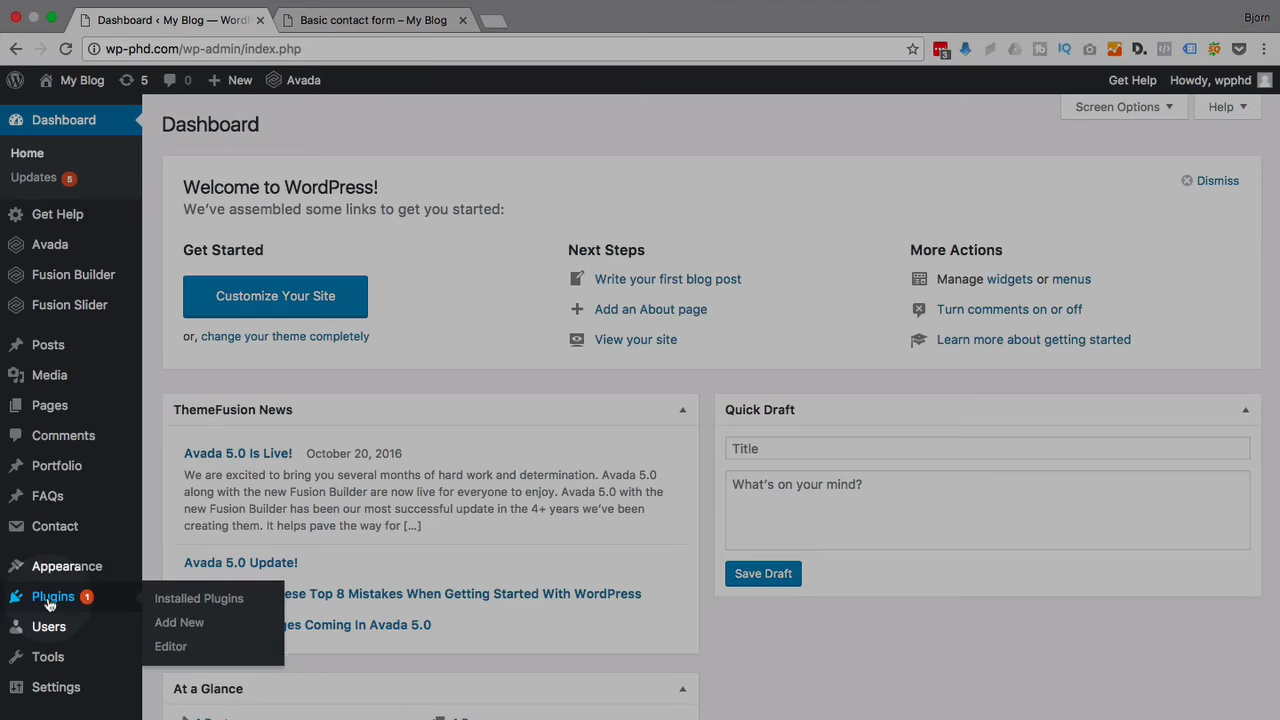 Dashboard ‹ My Blog — Word
Basic contact form – My Blog
Bjorn
wp-phd.com/wp-admin/index.php
3
My Blog
5
0
New
Avada
Get Help
Howdy, wpphd
Dashboard
Home
Updates 5
Get Help
Avada
Fusion Builder
Fusion Slider
Posts
Media
Pages
Comments
Portfolio
FAQs
Contact
Appearance
Plugins 1
Users
Tools
Settings
Installed Plugins
Add New
Editor
Dashboard
Screen Options
Help
Welcome to WordPress!
We've assembled some links to get you started:
Dismiss
Get Started
Customize Your Site
or, change your theme completely
Next Steps
Write your first blog post
Add an About page
View your site
More Actions
Manage widgets or menus
Turn comments on or off
Learn more about getting started
ThemeFusion News
Avada 5.0 Is Live! October 20, 2016
We are excited to bring you several months of hard work and determination. Avada 5.0
along with the new Fusion Builder are now live for everyone to enjoy. Avada 5.0 with the
new Fusion Builder has been our most successful update in the 4+ years we've been
creating them. It helps pave the way for […]
Avada 5.0 Update!
ese Top 8 Mistakes When Getting Started With WordPress
ges Coming In Avada 5.0
At a Glance
Quick Draft
Title
What's on your mind?
Save Draft